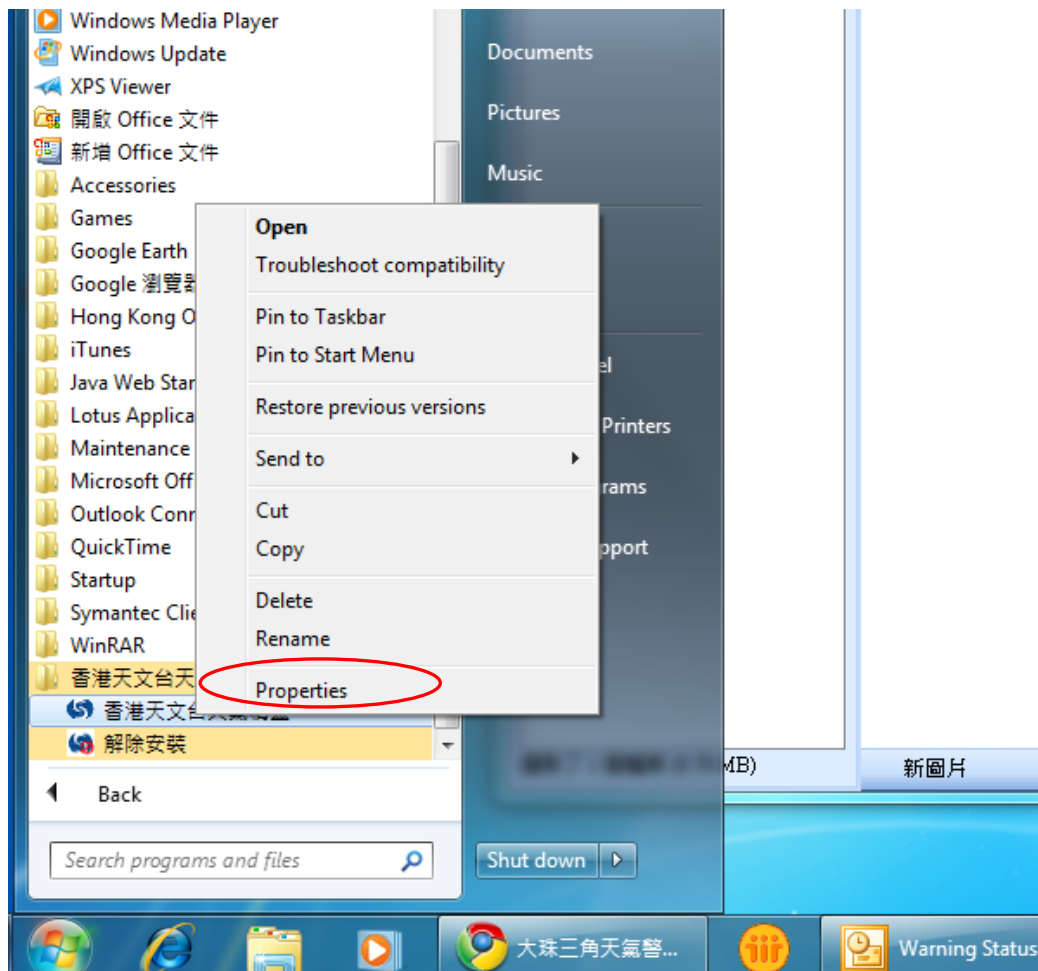 Windows Media Player
Windows Update
XPS Viewer
開啟 Office 文件
新增 Office 文件
Accessories
Games
Google Earth
Google 瀏覽
Hong Kong O
iTunes
Java Web Star
Lotus Applica
Maintenance
Microsoft Off
Outlook Conn
QuickTime
Startup
Symantec Clie
WinRAR
香港天文台天
香港天文台
解除安裝
Back
Search programs and files
Open
Troubleshoot compatibility
Pin to Taskbar
Pin to Start Menu
Restore previous versions
Send to
Cut
Copy
Delete
Rename
Properties
Documents
Pictures
Music
el
Printers
rams
pport
Shut down
MB)
新圖片
大珠三角天氣警...
Warning Status